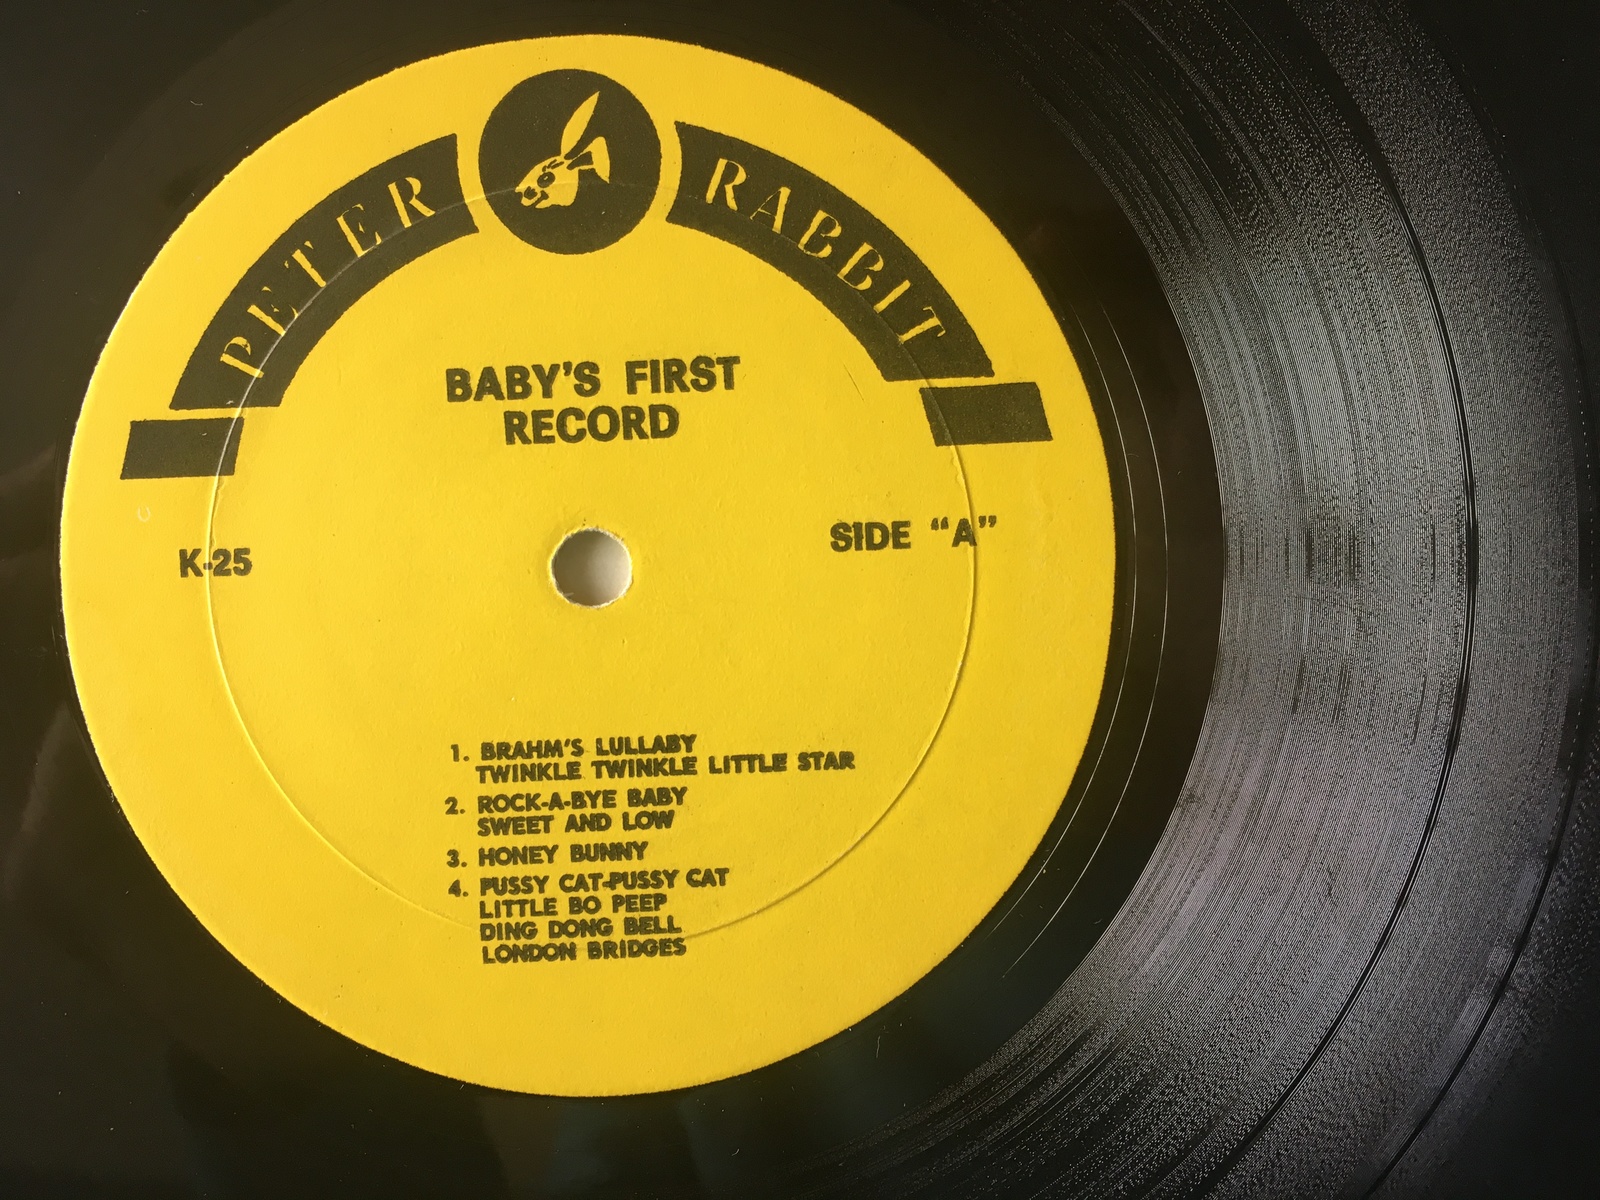 PETER RABBIT
BABY'S FIRST
RECORD
K-25
SIDE "A"
1. BRAHM'S LULLABY
TWINKLE TWINKLE LITTLE STAR
2. ROCK-A-BYE BABY
SWEET AND LOW
3. HONEY BUNNY
4. PUSSY CAT-PUSSY CAT
LITTLE BO PEEP
DING DONG BELL
LONDON BRIDGES